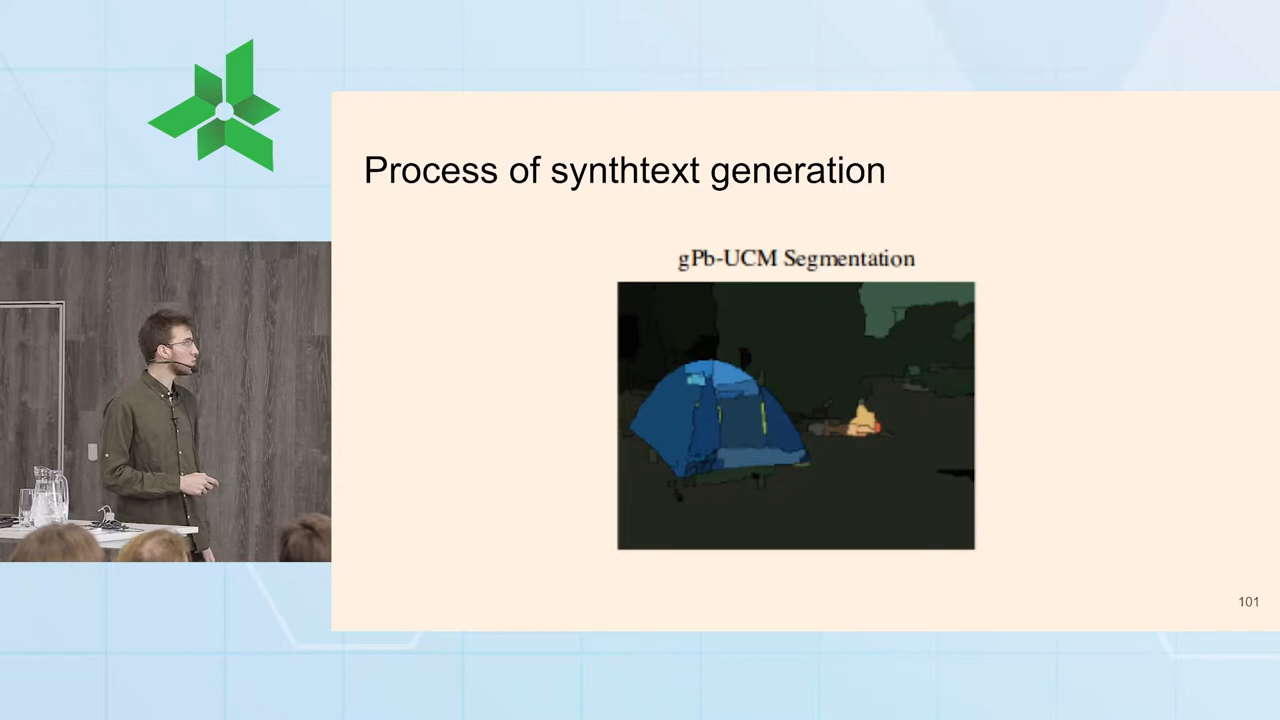 Process of synthtext generation
gPb-UCM Segmentation
101